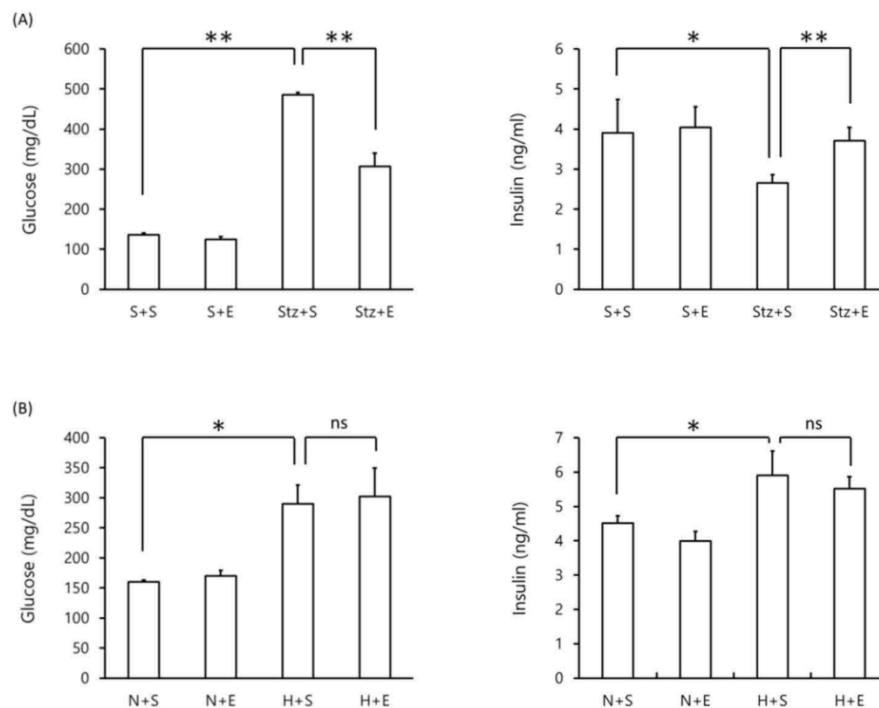 (A)
** **
Glucose (mg/dL)
600
500
400
300
200
100
0
S+S S+E Stz+S Stz+E
* **
Insulin (ng/ml)
6
5
4
3
2
1
0
S+S S+E Stz+S Stz+E
(B)
* ns
Glucose (mg/dL)
400
350
300
250
200
150
100
50
0
N+S N+E H+S H+E
* ns
Insulin (ng/ml)
7
6
5
4
3
2
1
0
N+S N+E H+S H+E